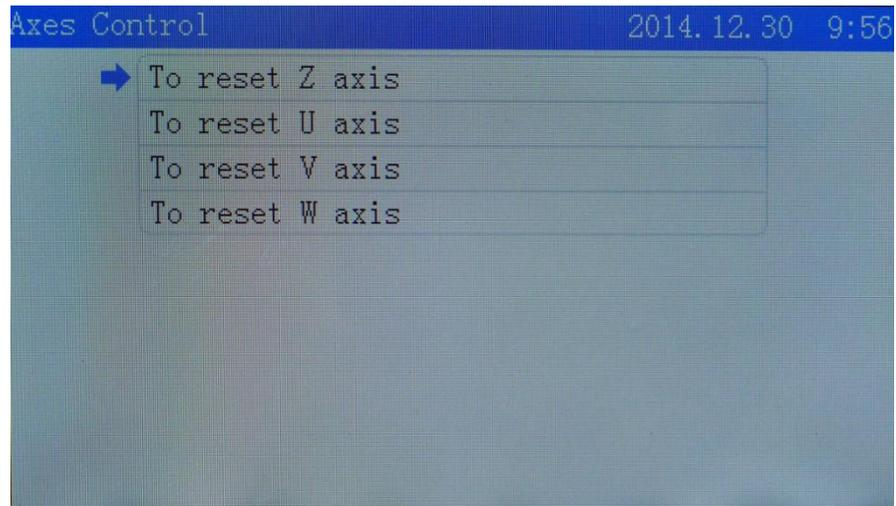 Axes Control 2014.12.30 9:56
To reset Z axis
To reset U axis
To reset V axis
To reset W axis